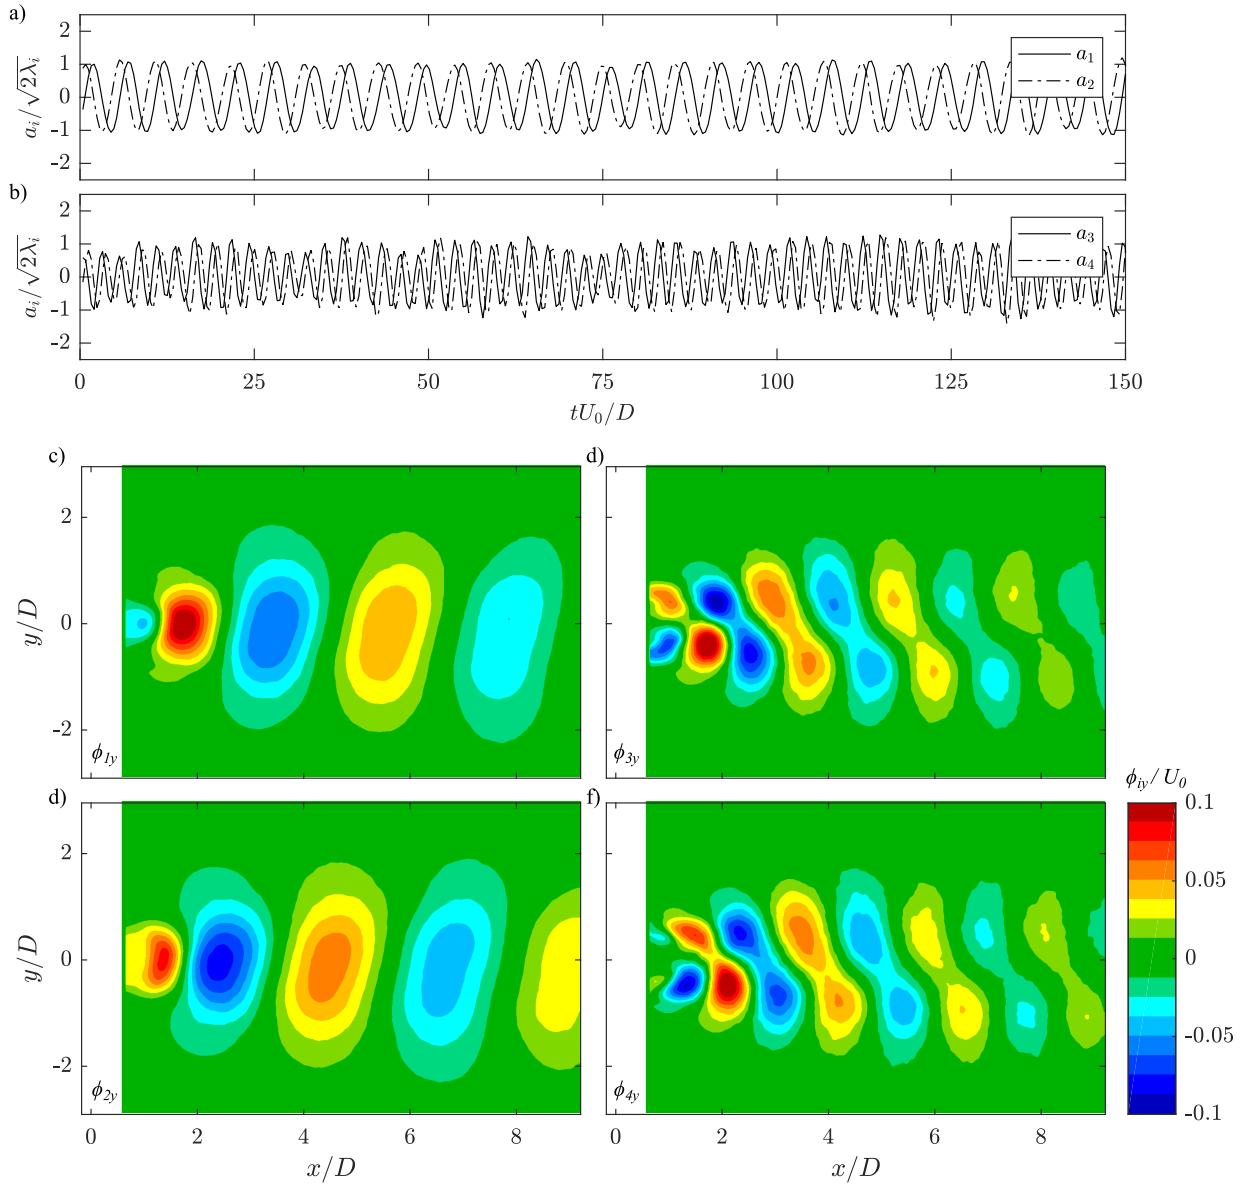 a)
2
1
0
-1
-2
a_i/√2λ_i
a_1
a_2
b)
2
1
0
-1
-2
a_i/√2λ_i
a_3
a_4
0 25 50 75 100 125 150
tU_0/D
c)
2
0
-2
y/D
ϕ_1y
d)
ϕ_3y
d)
2
0
-2
y/D
ϕ_2y
0 2 4 6 8
x/D
f)
ϕ_4y
0 2 4 6 8
x/D
ϕ_iy/U_0
0.1
0.05
0
-0.05
-0.1